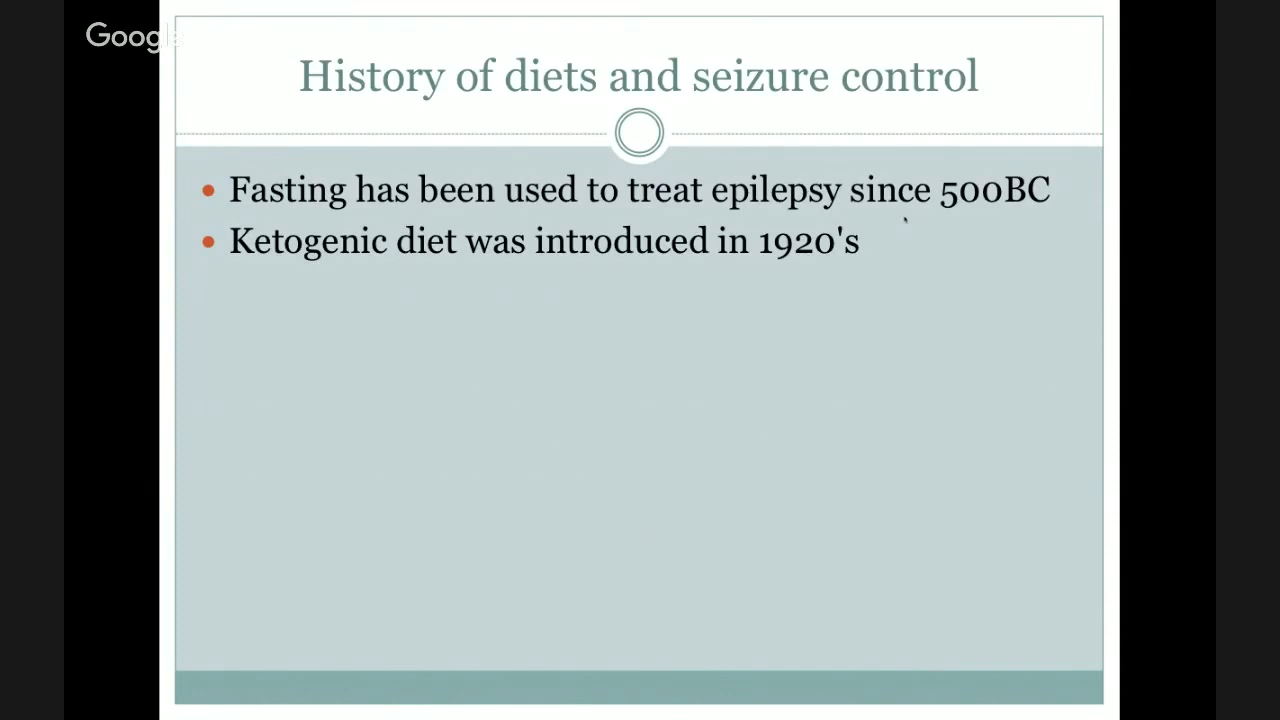 Google
History of diets and seizure control
Fasting has been used to treat epilepsy since 500BC
Ketogenic diet was introduced in 1920's